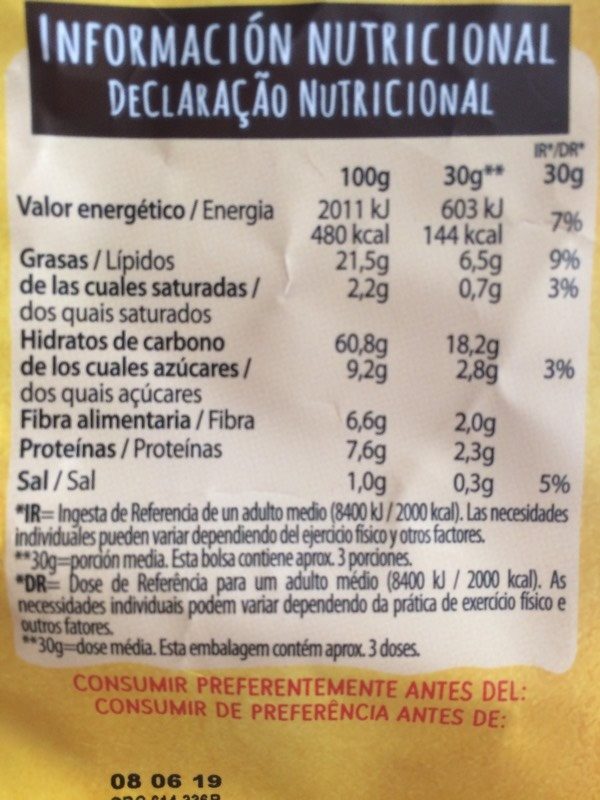 INFORMACIÓN NUTRICIONAL
DECLARAÇÃO NUTRICIONAL
IR*/DR*
100g 30g** 30g
Valor energético / Energia 2011 kJ 603 kJ 7%
480 kcal 144 kcal
Grasas / Lípidos 21,5g 6,5g 9%
de las cuales saturadas / 2,2g 0,7g 3%
dos quais saturados
Hidratos de carbono 60,8g 18,2g
de los cuales azúcares / 9,2g 2,8g 3%
dos quais açúcares
Fibra alimentaria / Fibra 6,6g 2,0g
Proteínas / Proteínas 7,6g 2,3g
Sal / Sal 1,0g 0,3g 5%
*IR= Ingesta de Referencia de un adulto medio (8400 kJ / 2000 kcal). Las necesidades
individuales pueden variar dependiendo del ejercicio físico y otros factores.
**30g=porción media. Esta bolsa contiene aprox. 3 porciones.
*DR= Dose de Referência para um adulto médio (8400 kJ / 2000 kcal). As
necessidades individuais podem variar dependendo da prática de exercício físico e
outros fatores.
**30g=dose média. Esta embalagem contém aprox. 3 doses.
CONSUMIR PREFERENTEMENTE ANTES DEL:
CONSUMIR DE PREFERÊNCIA ANTES DE:
08 06 19